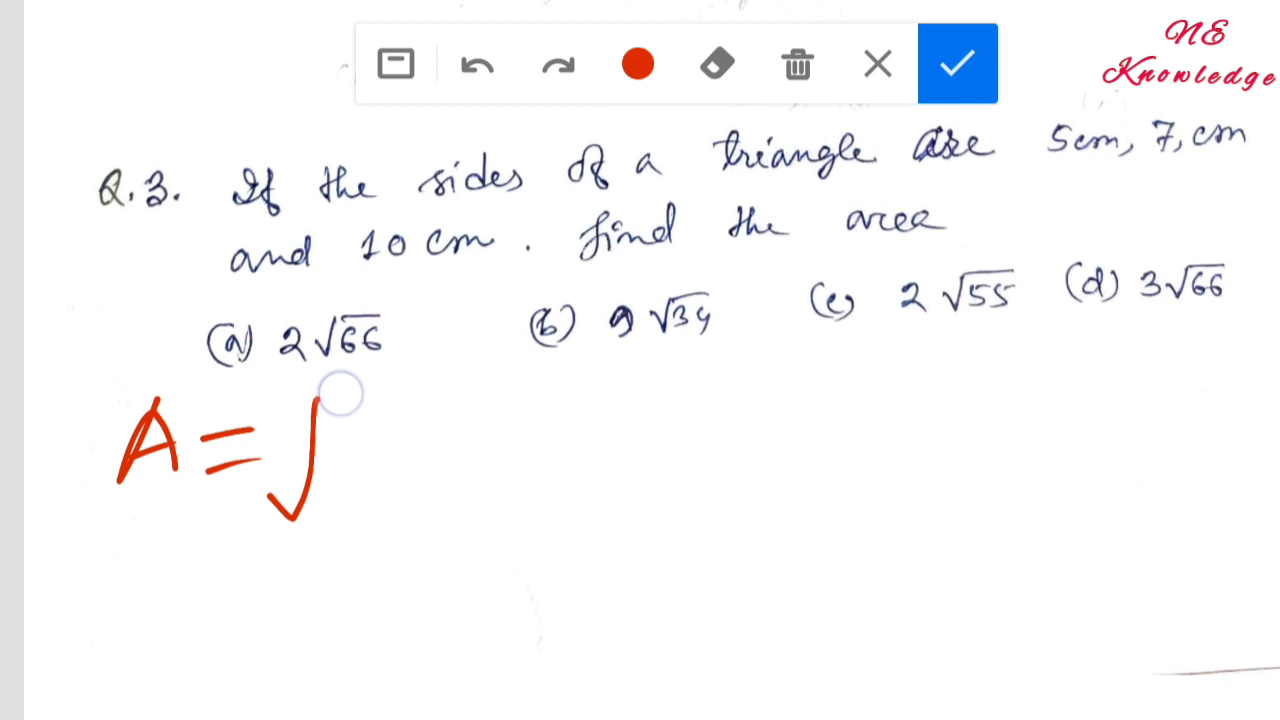 NE
Knowledge
Q.3. If the sides of a triangle are 5cm, 7, cm
and 10 cm. find the area
(a) 2√66 (b) 9√34 (c) 2√55 (d) 3√66
A = √